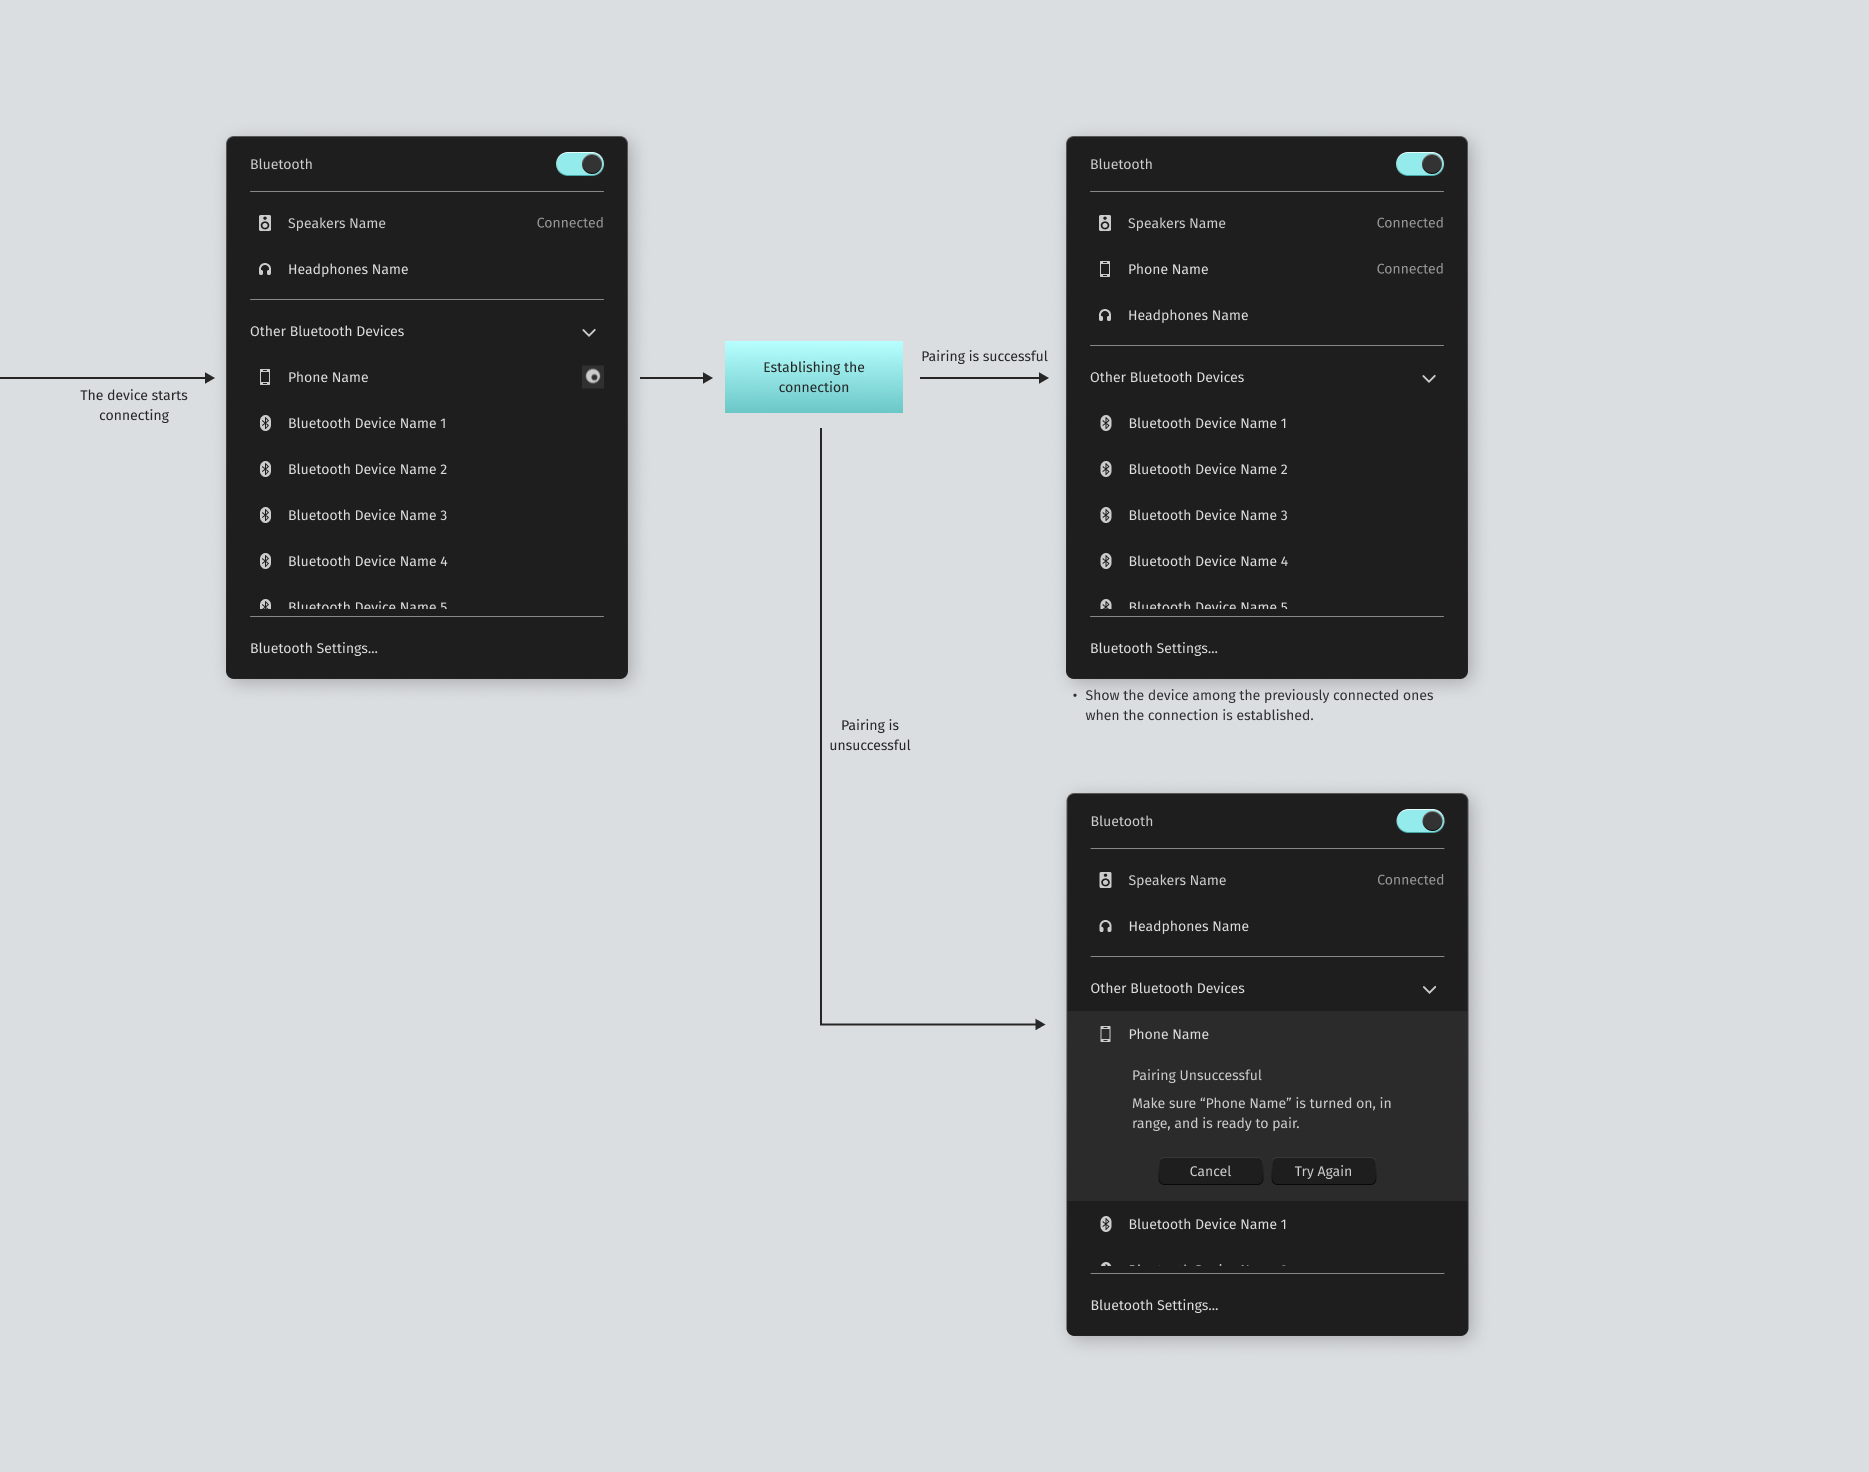 The device starts
connecting
Bluetooth
Speakers Name Connected
Headphones Name
Other Bluetooth Devices
Phone Name
Bluetooth Device Name 1
Bluetooth Device Name 2
Bluetooth Device Name 3
Bluetooth Device Name 4
Bluetooth Device Name 5
Bluetooth Settings...
Establishing the
connection
Pairing is successful
Pairing is
unsuccessful
Bluetooth
Speakers Name Connected
Phone Name Connected
Headphones Name
Other Bluetooth Devices
Bluetooth Device Name 1
Bluetooth Device Name 2
Bluetooth Device Name 3
Bluetooth Device Name 4
Bluetooth Device Name 5
Bluetooth Settings...
• Show the device among the previously connected ones
when the connection is established.
Bluetooth
Speakers Name Connected
Headphones Name
Other Bluetooth Devices
Phone Name
Pairing Unsuccessful
Make sure “Phone Name” is turned on, in
range, and is ready to pair.
Cancel Try Again
Bluetooth Device Name 1
Bluetooth Settings...